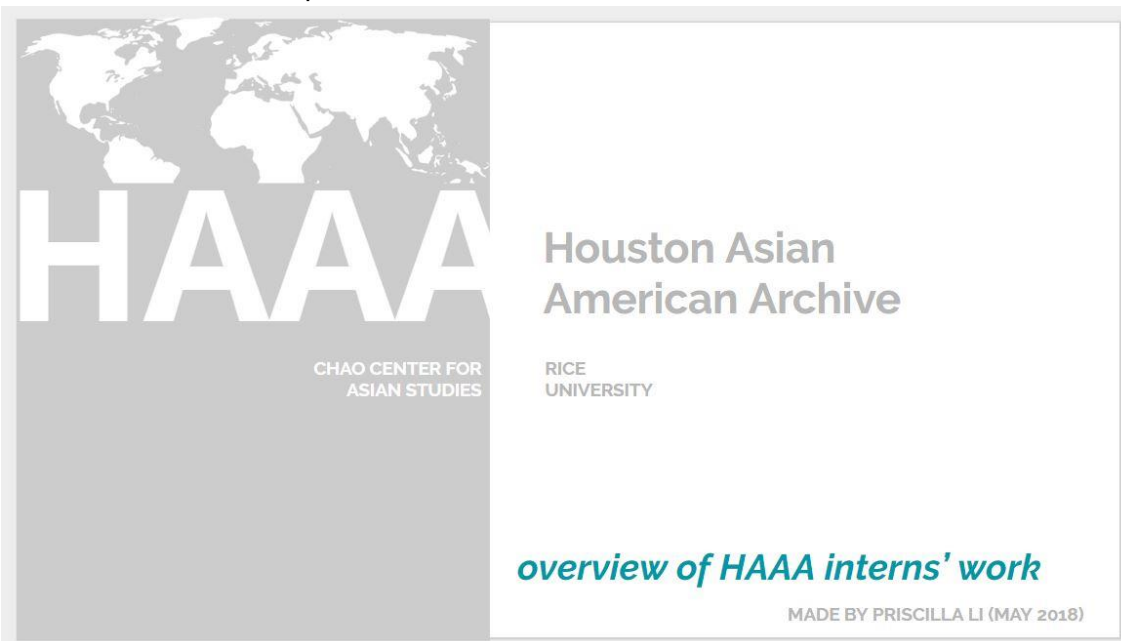 HAAA
Houston Asian
American Archive
CHAO CENTER FOR
ASIAN STUDIES
RICE
UNIVERSITY
overview of HAAA interns’ work
MADE BY PRISCILLA LI (MAY 2018)